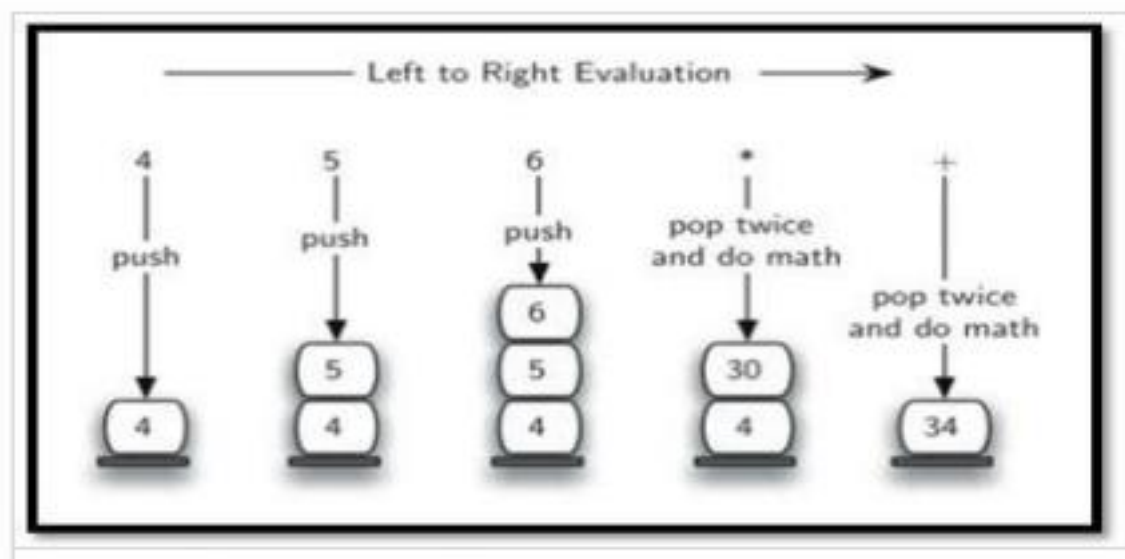 Left to Right Evaluation
4 5 6 * +
push push push pop twice
and do math pop twice
and do math
4
5
4
6
5
4
30
4
34